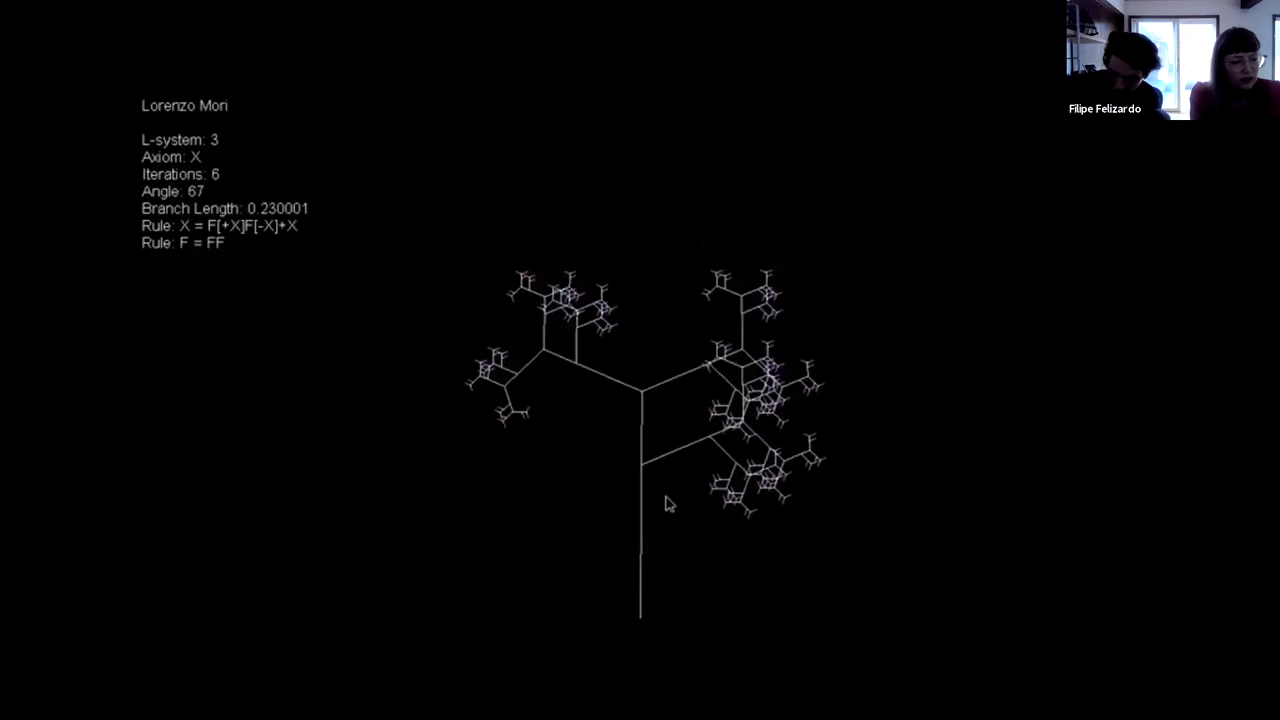 Lorenzo Mori
L-system: 3
Axiom: X
Iterations: 6
Angle: 67
Branch Length: 0.230001
Rule: X = F[+X]F[-X]+X
Rule: F = FF
Filipe Felizardo